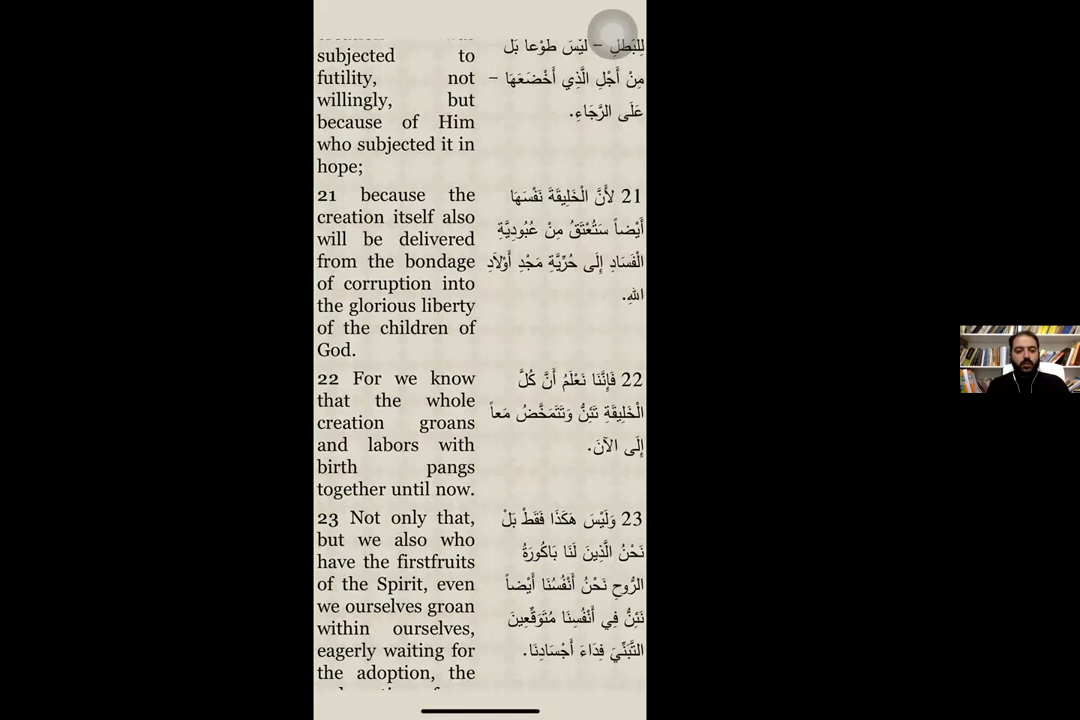 subjected to
futility, not
willingly, but
because of Him
who subjected it in
hope;
21 because the
creation itself also
will be delivered
from the bondage
of corruption into
the glorious liberty
of the children of
God.
22 For we know
that the whole
creation groans
and labors with
birth pangs
together until now.
23 Not only that,
but we also who
have the firstfruits
of the Spirit, even
we ourselves groan
within ourselves,
eagerly waiting for
the adoption, the
لِلْبُطْلِ – لَيْسَ طَوْعاً بَلْ
مِنْ أَجْلِ الَّذِي أَخْضَعَهَا –
عَلَى الرَّجَاءِ.
21 لأَنَّ الْخَلِيقَةَ نَفْسَهَا
أَيْضاً سَتُعْتَقُ مِنْ عُبُودِيَّةِ
الْفَسَادِ إِلَى حُرِّيَّةِ مَجْدِ أَوْلاَدِ
اللهِ.
22 فَإِنَّنَا نَعْلَمُ أَنَّ كُلَّ
الْخَلِيقَةِ تَئِنُّ وَتَتَمَخَّضُ مَعاً
إِلَى الآنَ.
23 وَلَيْسَ هَكَذَا فَقَطْ بَلْ
نَحْنُ الَّذِينَ لَنَا بَاكُورَةُ
الرُّوحِ نَحْنُ أَنْفُسُنَا أَيْضاً
نَئِنُّ فِي أَنْفُسِنَا مُتَوَقِّعِينَ
التَّبَنِّيَ فِدَاءَ أَجْسَادِنَا.